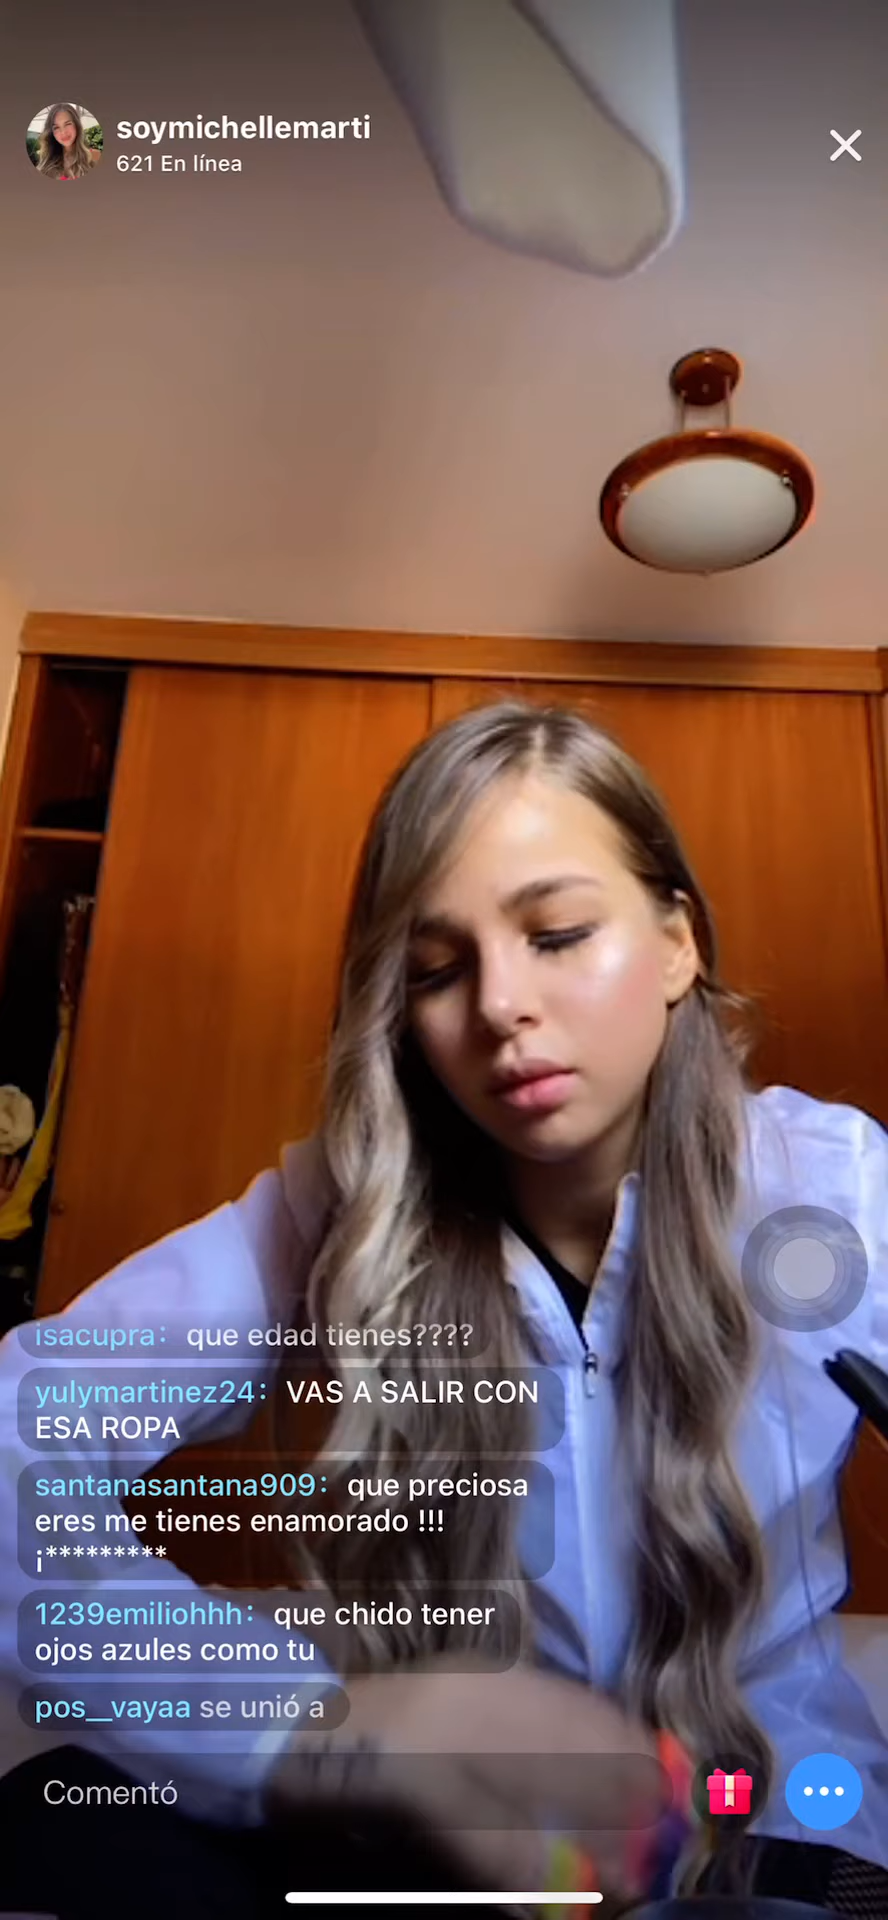 soymichellemarti
621 En línea
isacupra: que edad tienes????
yulymartinez24: VAS A SALIR CON
ESA ROPA
santanasantana909: que preciosa
eres me tienes enamorado !!!
¡*********
1239emiliohhh: que chido tener
ojos azules como tu
pos__vayaa se unió a
Comentó